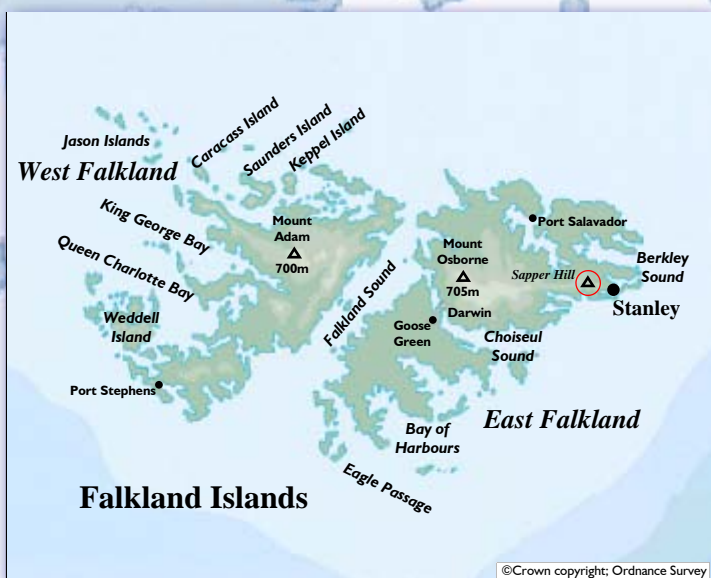 Jason Islands
West Falkland
Caracass Island
Saunders Island
Keppel Island
King George Bay
Queen Charlotte Bay
Mount
Adam
700m
Weddell
Island
Port Stephens
Falkland Sound
Port Salavador
Mount
Osborne
705m
Sapper Hill
Berkley
Sound
Stanley
Darwin
Goose
Green
Choiseul
Sound
East Falkland
Bay of
Harbours
Eagle Passage
Falkland Islands
©Crown copyright; Ordnance Survey